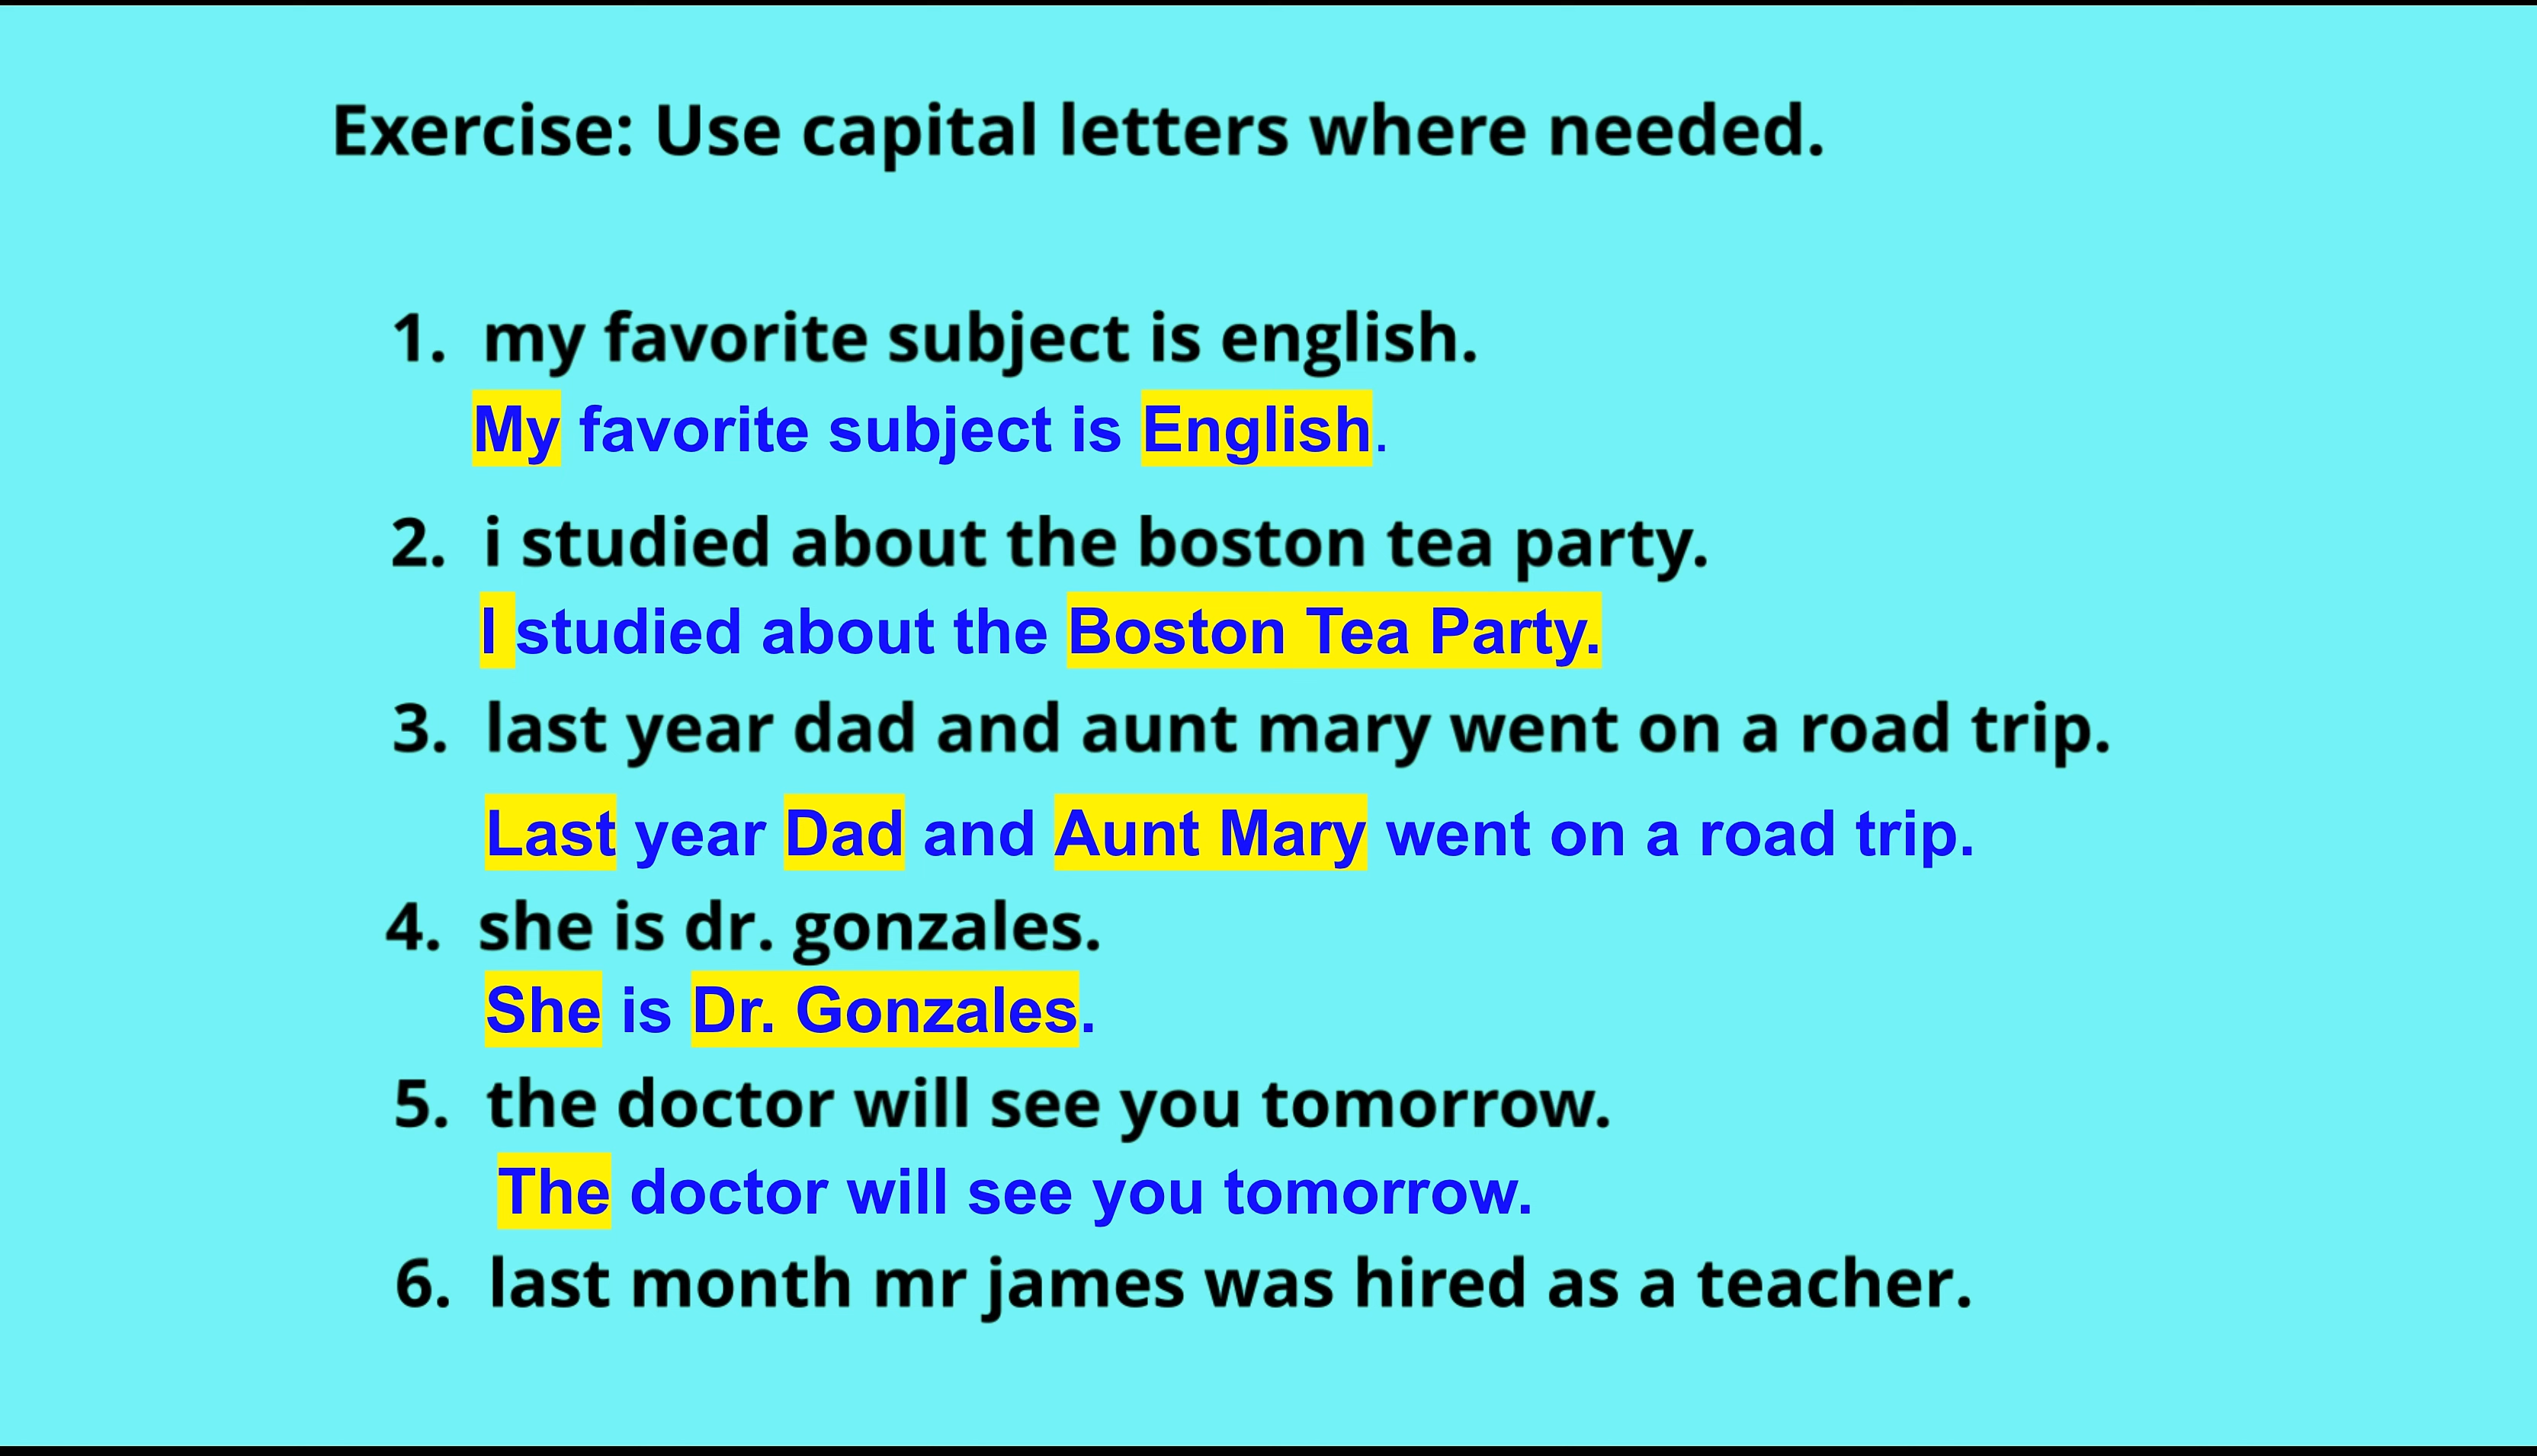 Exercise: Use capital letters where needed.
1. my favorite subject is english.
My favorite subject is English.
2. i studied about the boston tea party.
I studied about the Boston Tea Party.
3. last year dad and aunt mary went on a road trip.
Last year Dad and Aunt Mary went on a road trip.
4. she is dr. gonzales.
She is Dr. Gonzales.
5. the doctor will see you tomorrow.
The doctor will see you tomorrow.
6. last month mr james was hired as a teacher.